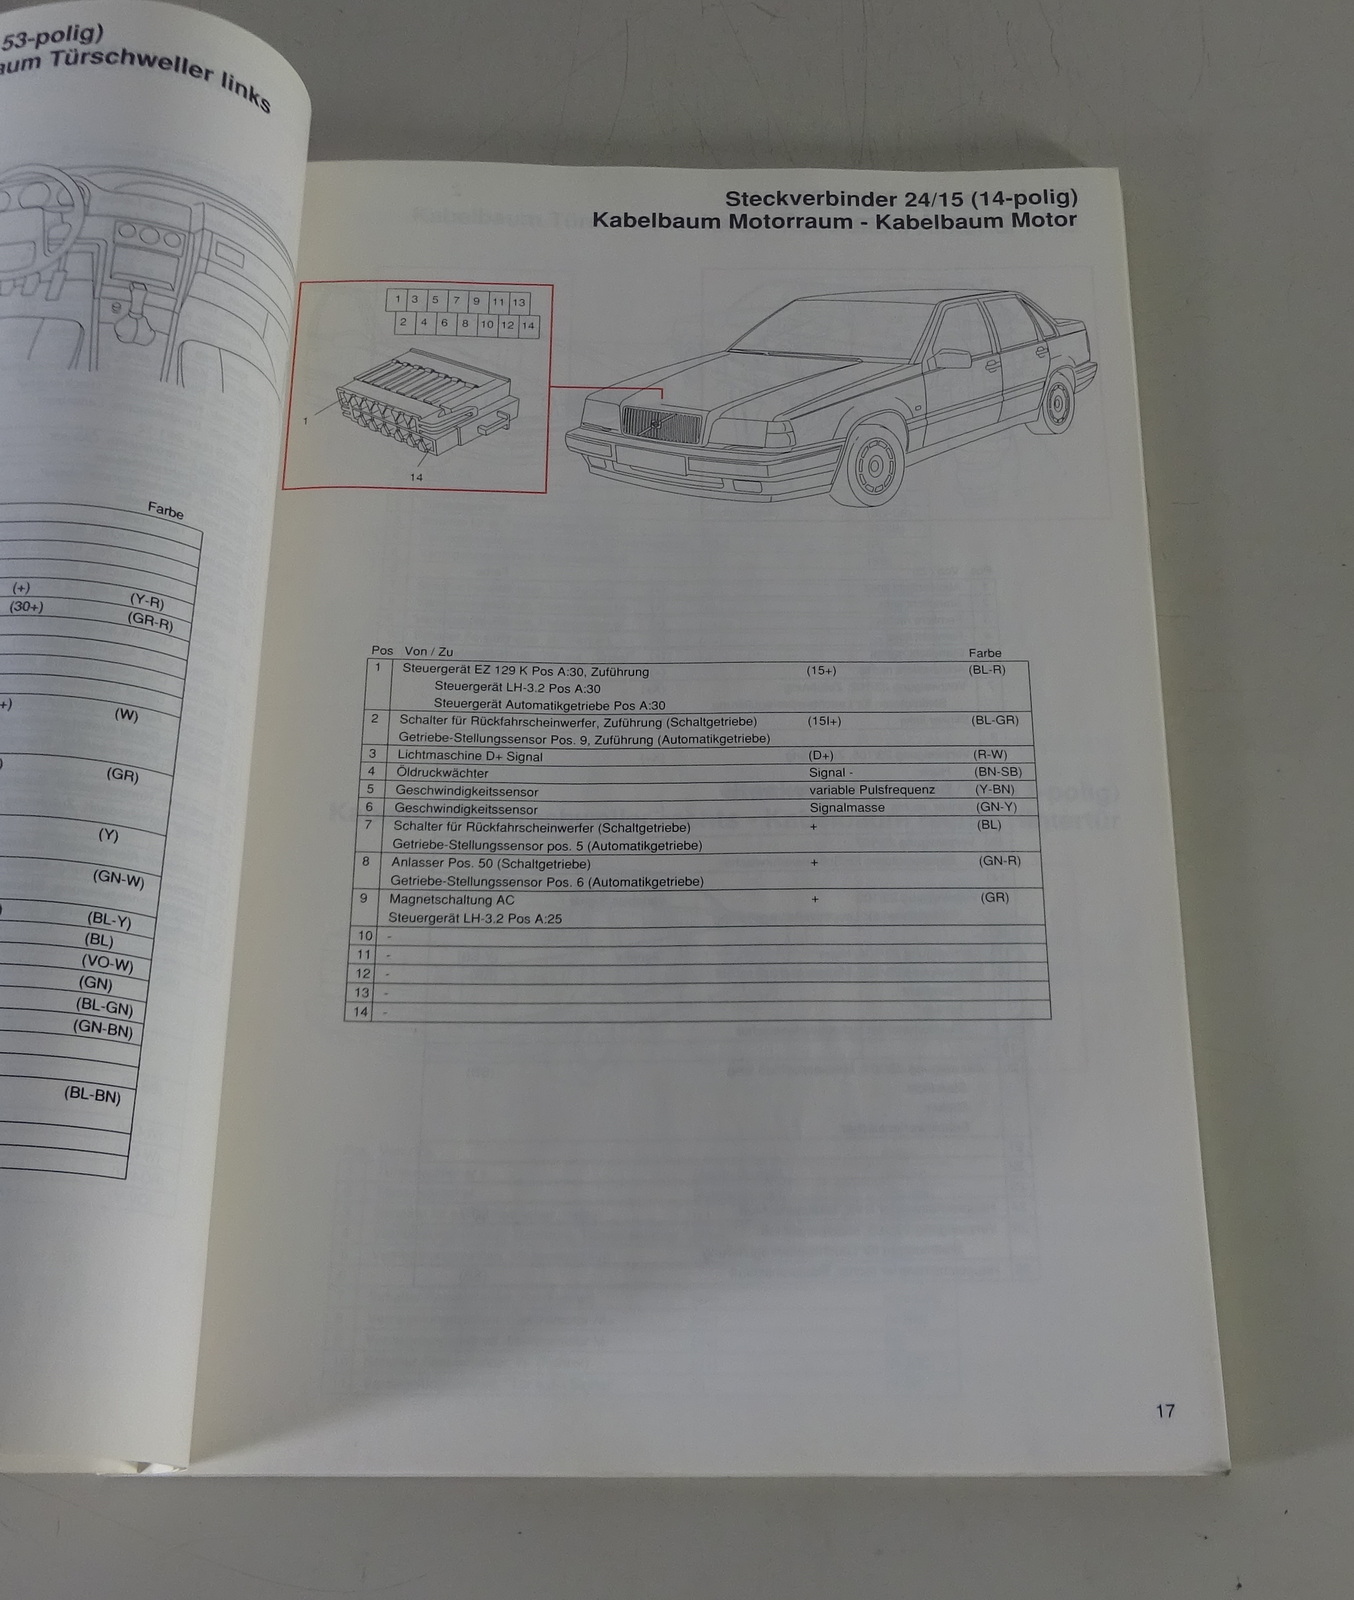 53-polig)
Türschweller links
Farbe
(+) (Y-R)
(30+) (GR-R)
+) (W)
) (GR)
(Y)
(GN-W)
) (BL-Y)
(BL)
(VO-W)
(GN)
(BL-GN)
(GN-BN)
(BL-BN)
Steckverbinder 24/15 (14-polig)
Kabelbaum Motorraum - Kabelbaum Motor
1 3 5 7 9 11 13
2 4 6 8 10 12 14
1
14
Pos Von / Zu Farbe
1 Steuergerät EZ 129 K Pos A:30, Zuführung (15+) (BL-R)
Steuergerät LH-3.2 Pos A:30
Steuergerät Automatikgetriebe Pos A:30
2 Schalter für Rückfahrscheinwerfer, Zuführung (Schaltgetriebe) (15I+) (BL-GR)
Getriebe-Stellungssensor Pos. 9, Zuführung (Automatikgetriebe)
3 Lichtmaschine D+ Signal (D+) (R-W)
4 Öldruckwächter Signal - (BN-SB)
5 Geschwindigkeitssensor variable Pulsfrequenz (Y-BN)
6 Geschwindigkeitssensor Signalmasse (GN-Y)
7 Schalter für Rückfahrscheinwerfer (Schaltgetriebe) + (BL)
Getriebe-Stellungssensor pos. 5 (Automatikgetriebe)
8 Anlasser Pos. 50 (Schaltgetriebe) + (GN-R)
Getriebe-Stellungssensor Pos. 6 (Automatikgetriebe)
9 Magnetschaltung AC + (GR)
Steuergerät LH-3.2 Pos A:25
10 -
11 -
12 -
13 -
14 -
17